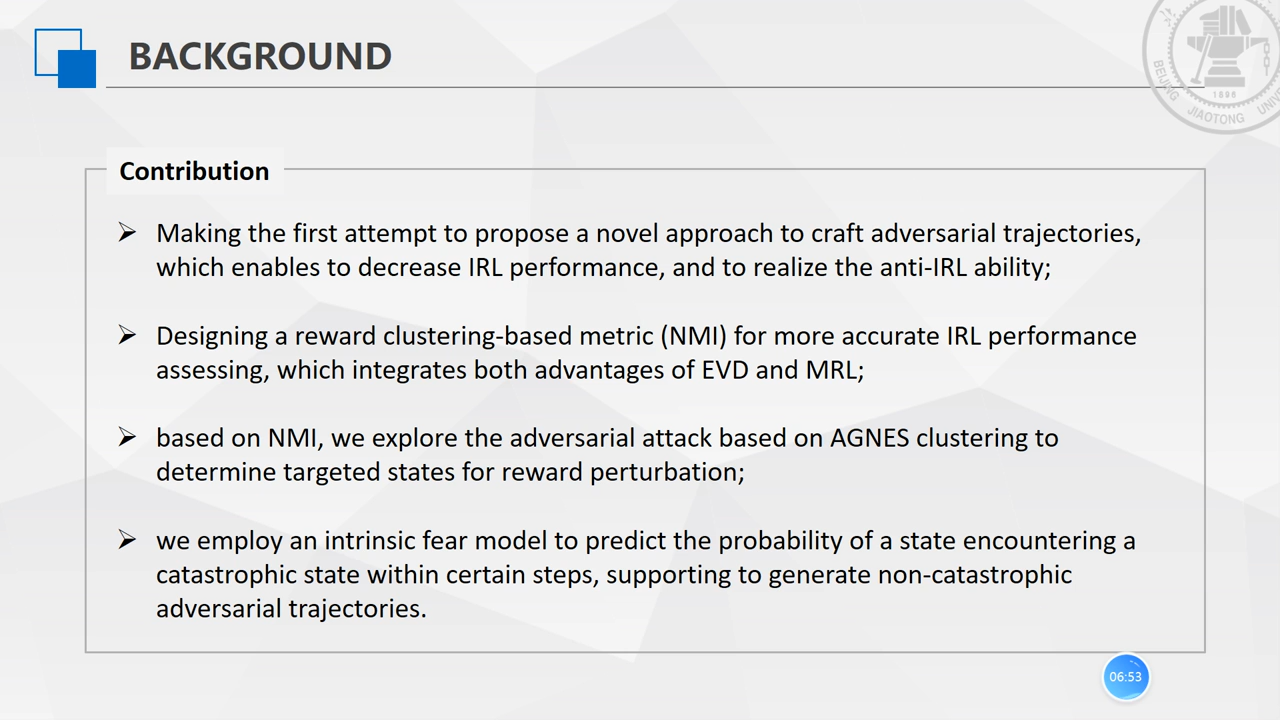 BACKGROUND
BEIJING JIAOTONG
1896
Contribution
➢ Making the first attempt to propose a novel approach to craft adversarial trajectories,
which enables to decrease IRL performance, and to realize the anti-IRL ability;
➢ Designing a reward clustering-based metric (NMI) for more accurate IRL performance
assessing, which integrates both advantages of EVD and MRL;
➢ based on NMI, we explore the adversarial attack based on AGNES clustering to
determine targeted states for reward perturbation;
➢ we employ an intrinsic fear model to predict the probability of a state encountering a
catastrophic state within certain steps, supporting to generate non-catastrophic
adversarial trajectories.
06:53